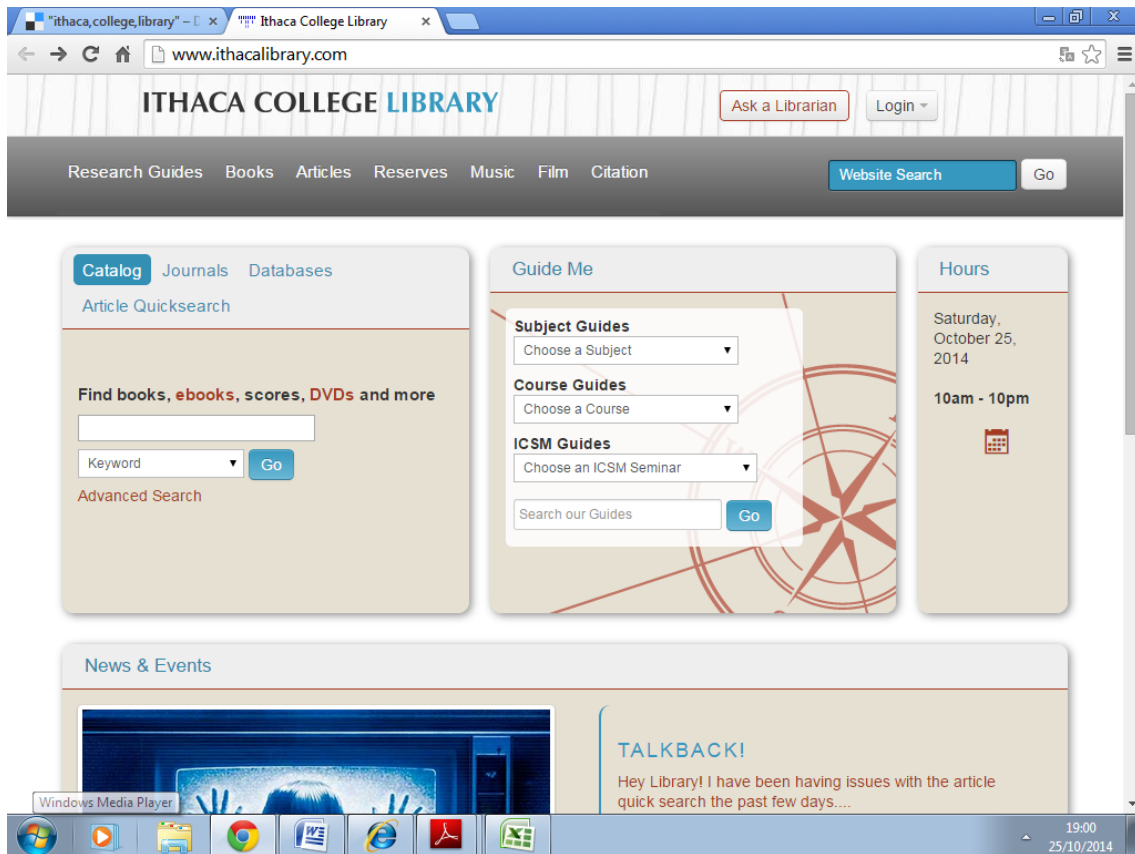 "ithaca,college,library" – D
Ithaca College Library
www.ithacalibrary.com
ITHACA COLLEGE LIBRARY
Ask a Librarian
Login
Research Guides Books Articles Reserves Music Film Citation
Website Search
Go
Catalog Journals Databases
Article Quicksearch
Find books, ebooks, scores, DVDs and more
Keyword
Go
Advanced Search
Guide Me
Subject Guides
Choose a Subject
Course Guides
Choose a Course
ICSM Guides
Choose an ICSM Seminar
Search our Guides
Go
Hours
Saturday,
October 25,
2014
10am - 10pm
News & Events
TALKBACK!
Hey Library! I have been having issues with the article
quick search the past few days....
Windows Media Player
19:00
25/10/2014